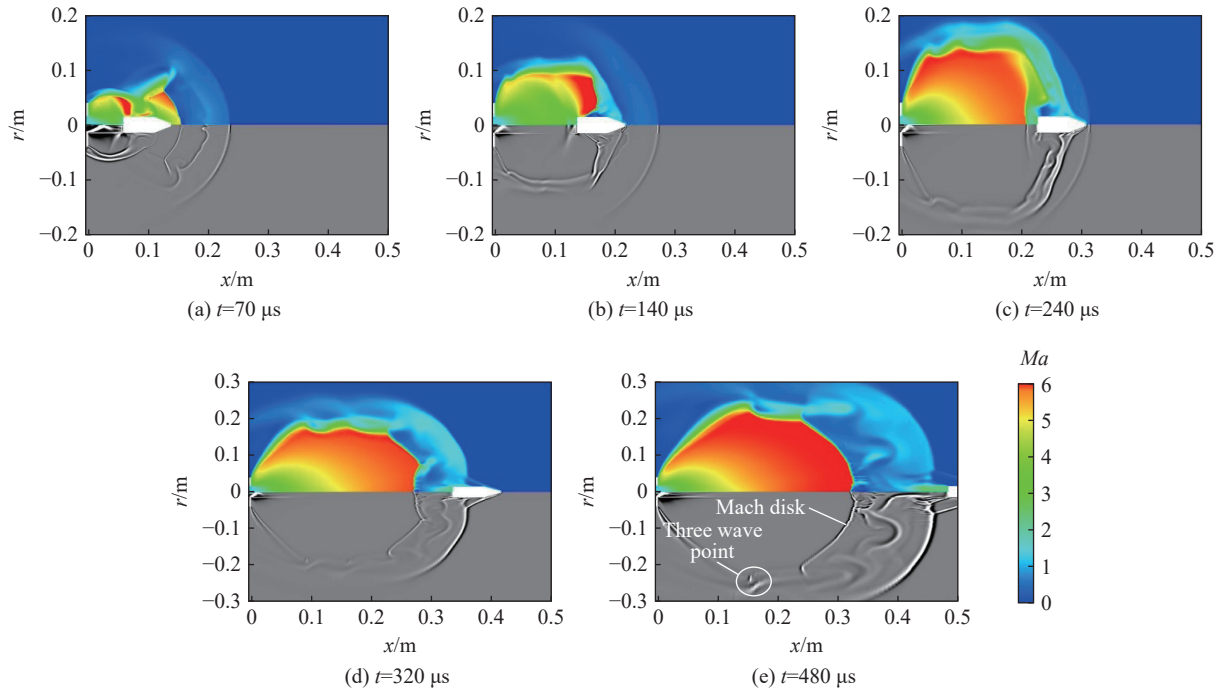 0.2
0.1
0
−0.1
−0.2
r/m
0 0.1 0.2 0.3 0.4 0.5
x/m
(a) t=70 μs
0.2
0.1
0
−0.1
−0.2
r/m
0 0.1 0.2 0.3 0.4 0.5
x/m
(b) t=140 μs
0.2
0.1
0
−0.1
−0.2
r/m
0 0.1 0.2 0.3 0.4 0.5
x/m
(c) t=240 μs
0.3
0.2
0.1
0
−0.1
−0.2
−0.3
r/m
0 0.1 0.2 0.3 0.4 0.5
x/m
(d) t=320 μs
0.3
0.2
0.1
0
−0.1
−0.2
−0.3
r/m
Mach disk
Three wave
point
0 0.1 0.2 0.3 0.4 0.5
x/m
(e) t=480 μs
Ma
6
5
4
3
2
1
0